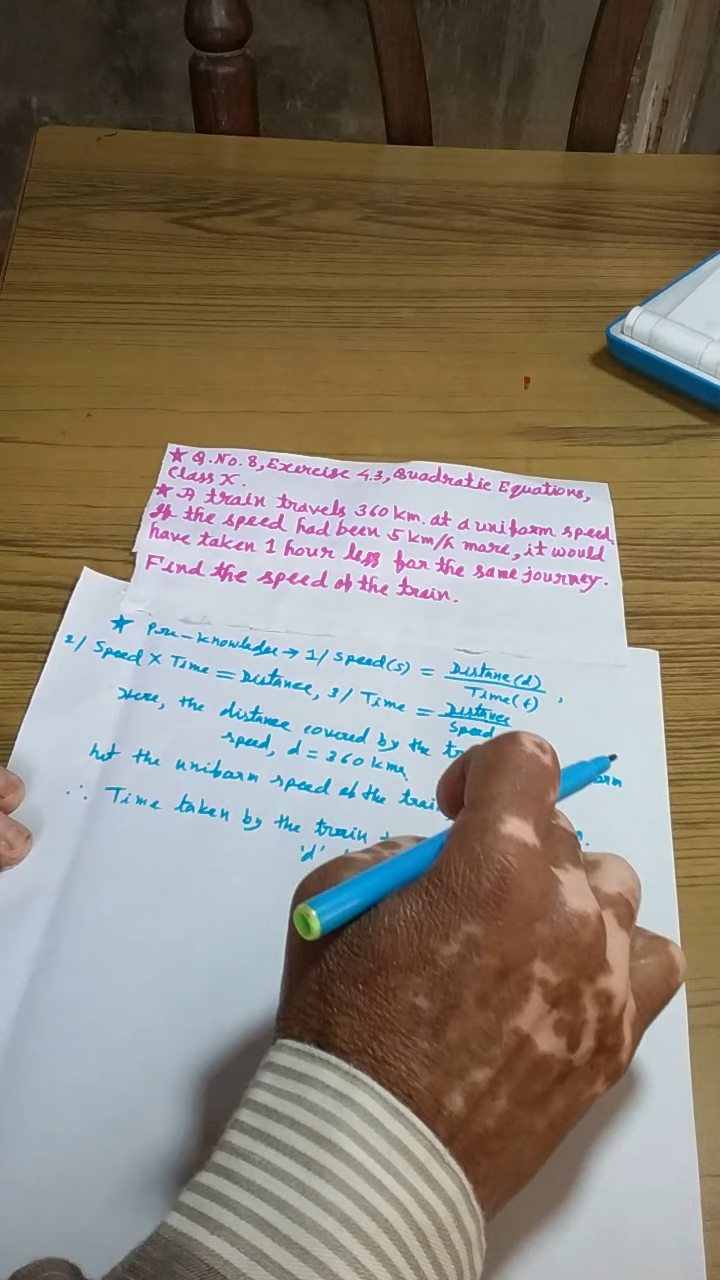 ★ Q.No.8, Exercise 4.3, Quadratic Equations,
Class X.
★ A train travels 360 km. at a uniform speed.
If the speed had been 5 km/h more, it would
have taken 1 hour less for the same journey.
Find the speed of the train.
★ Pre-knowledge → 1/ Speed(s) = Distane(d)/Time(t),
2/ Speed × Time = Distance, 3/ Time = Distance/Speed
Here, the distance covered by the
speed, d = 360 kms
let the uniform speed of the train
∴ Time taken by the train
'd'